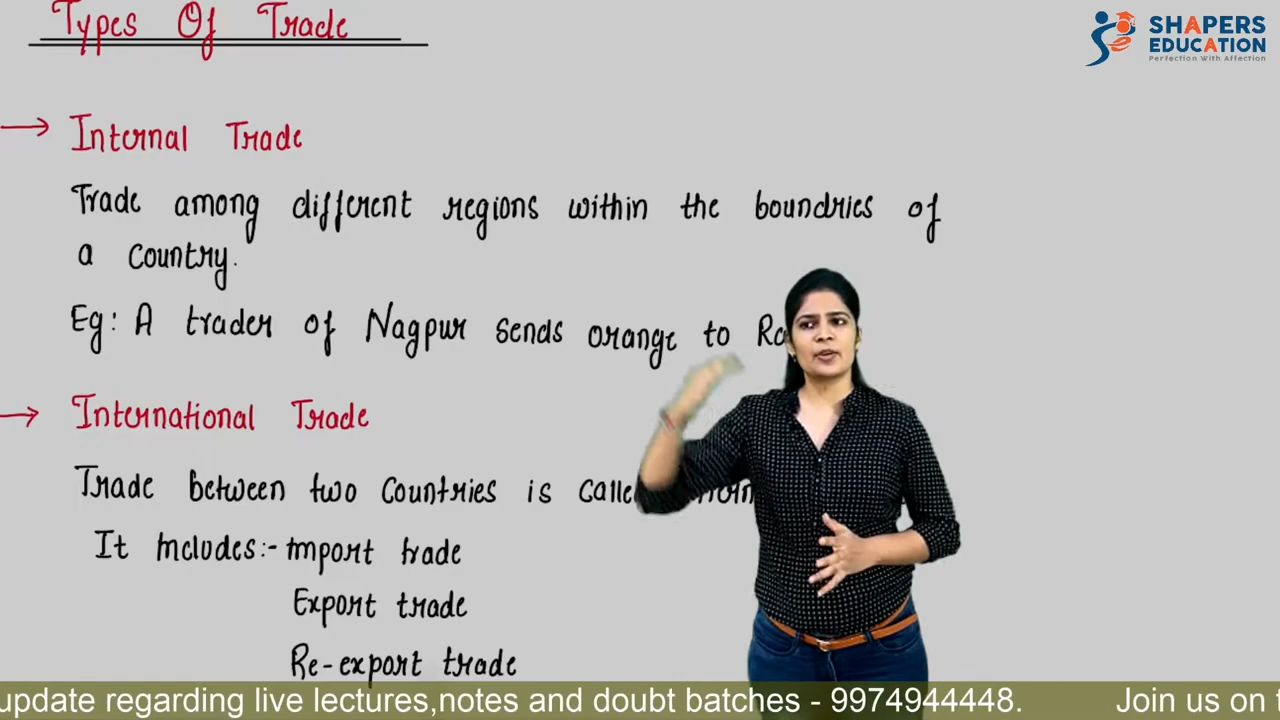 Types Of Trade
SHAPERS
EDUCATION
Perfection With Affection
→ Internal Trade
Trade among different regions within the boundries of
a country.
Eg: A trader of Nagpur sends orange to
→ International Trade
Trade between two countries is
It includes:- import trade
Export trade
Re-export trade
update regarding live lectures,notes and doubt batches - 9974944448. Join us on